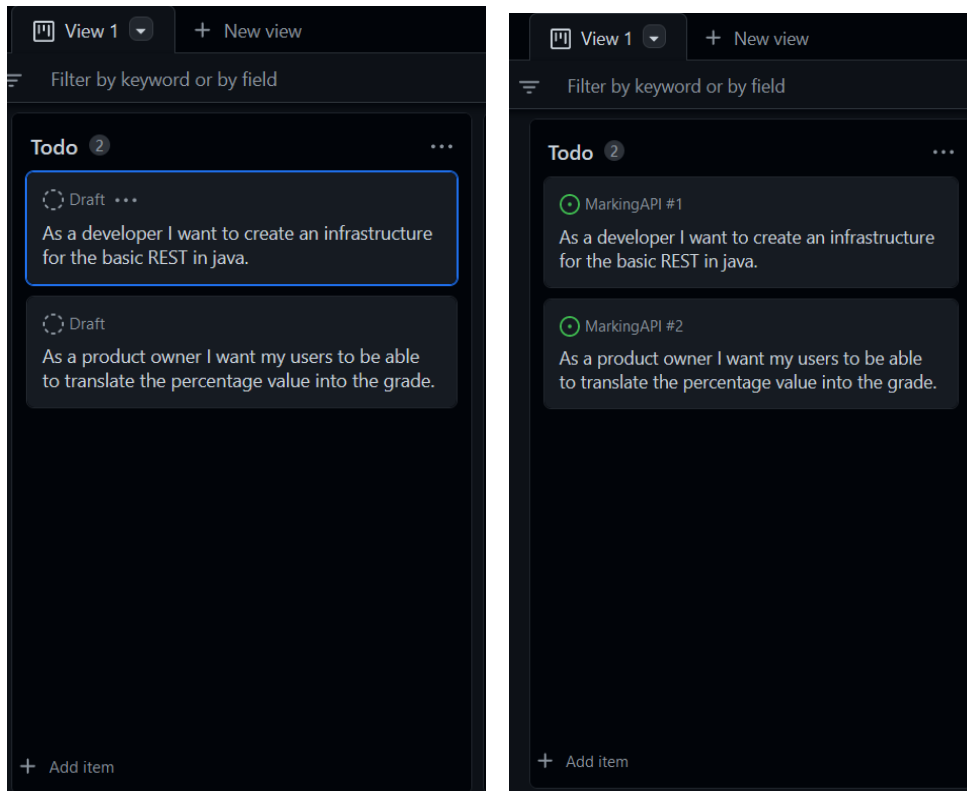 View 1
+ New view
Filter by keyword or by field
Todo 2
Draft
As a developer I want to create an infrastructure
for the basic REST in java.
Draft
As a product owner I want my users to be able
to translate the percentage value into the grade.
+ Add item
View 1
+ New view
Filter by keyword or by field
Todo 2
MarkingAPI #1
As a developer I want to create an infrastructure
for the basic REST in java.
MarkingAPI #2
As a product owner I want my users to be able
to translate the percentage value into the grade.
+ Add item